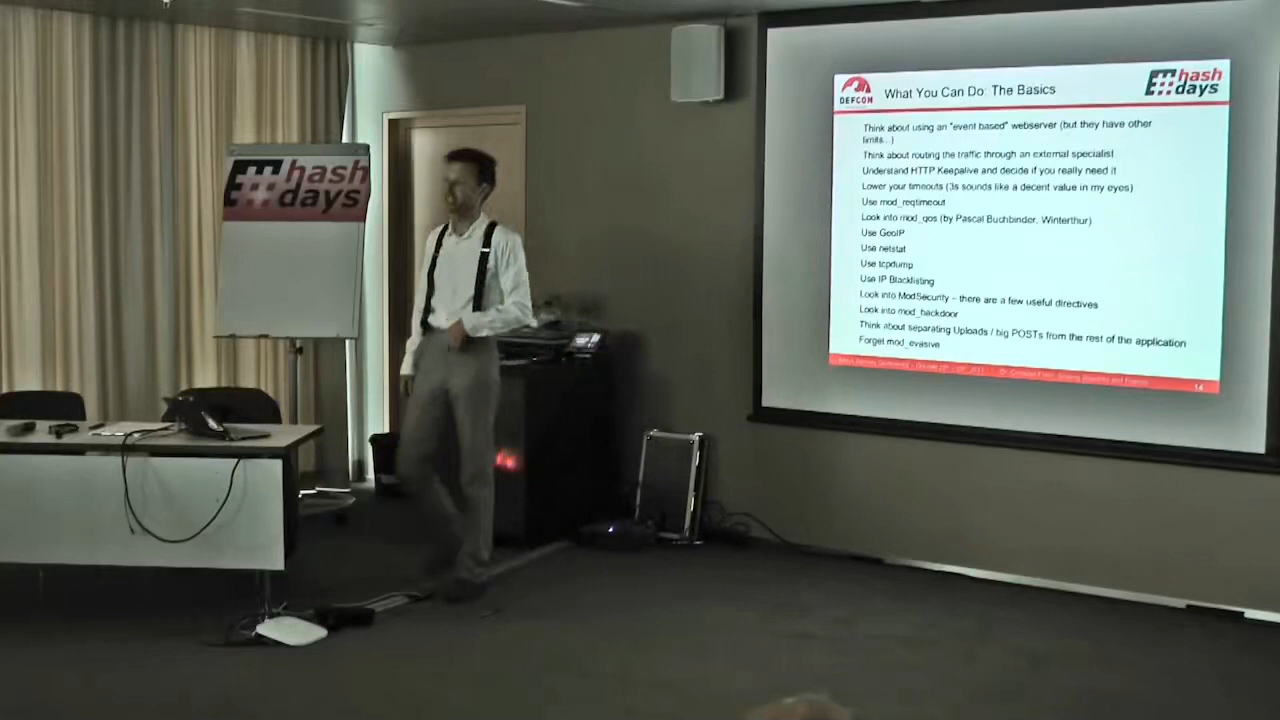 hash
days
DEFCON
What You Can Do: The Basics
hash
days
Think about using an "event based" webserver (but they have other
limits...)
Think about routing the traffic through an external specialist
Understand HTTP Keepalive and decide if you really need it
Lower your timeouts (3s sounds like a decent value in my eyes)
Use mod_reqtimeout
Look into mod_qos (by Pascal Buchbinder, Winterthur)
Use GeoIP
Use netstat
Use tcpdump
Use IP Blacklisting
Look into ModSecurity – there are a few useful directives
Look into mod_backdoor
Think about separating Uploads / big POSTs from the rest of the application
Forget mod_evasive
14